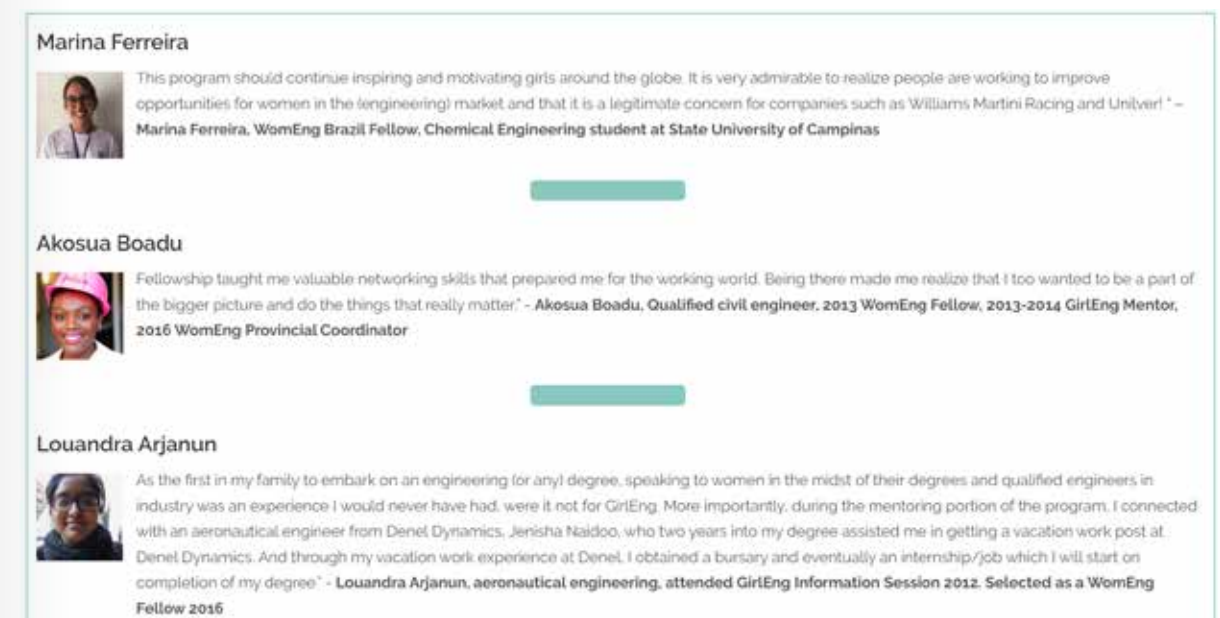 Marina Ferreira
This program should continue inspiring and motivating girls around the globe. It is very admirable to realize people are working to improve
opportunities for women in the (engineering) market and that it is a legitimate concern for companies such as Williams Martini Racing and Unilver! " –
Marina Ferreira, WomEng Brazil Fellow, Chemical Engineering student at State University of Campinas
Akosua Boadu
Fellowship taught me valuable networking skills that prepared me for the working world. Being there made me realize that I too wanted to be a part of
the bigger picture and do the things that really matter." - Akosua Boadu, Qualified civil engineer, 2013 WomEng Fellow, 2013-2014 GirlEng Mentor,
2016 WomEng Provincial Coordinator
Louandra Arjanun
As the first in my family to embark on an engineering (or any) degree, speaking to women in the midst of their degrees and qualified engineers in
industry was an experience I would never have had, were it not for GirlEng. More importantly, during the mentoring portion of the program, I connected
with an aeronautical engineer from Denel Dynamics, Jenisha Naidoo, who two years into my degree assisted me in getting a vacation work post at
Denel Dynamics. And through my vacation work experience at Denel, I obtained a bursary and eventually an internship/job which I will start on
completion of my degree" - Louandra Arjanun, aeronautical engineering, attended GirlEng Information Session 2012. Selected as a WomEng
Fellow 2016